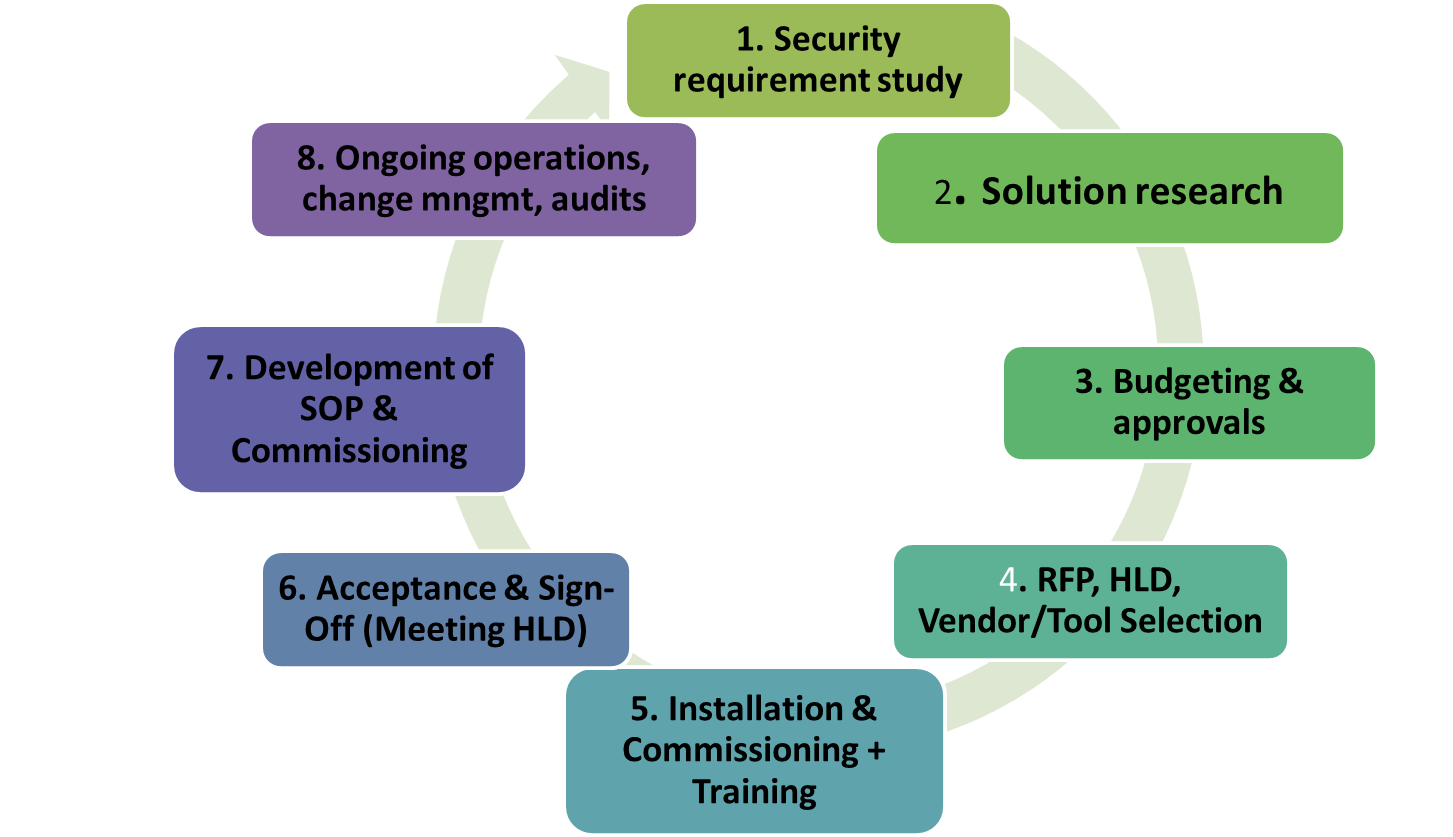 1. Security
requirement study
2. Solution research
3. Budgeting &
approvals
4. RFP, HLD,
Vendor/Tool Selection
5. Installation &
Commissioning +
Training
6. Acceptance & Sign-
Off (Meeting HLD)
7. Development of
SOP &
Commissioning
8. Ongoing operations,
change mngmt, audits